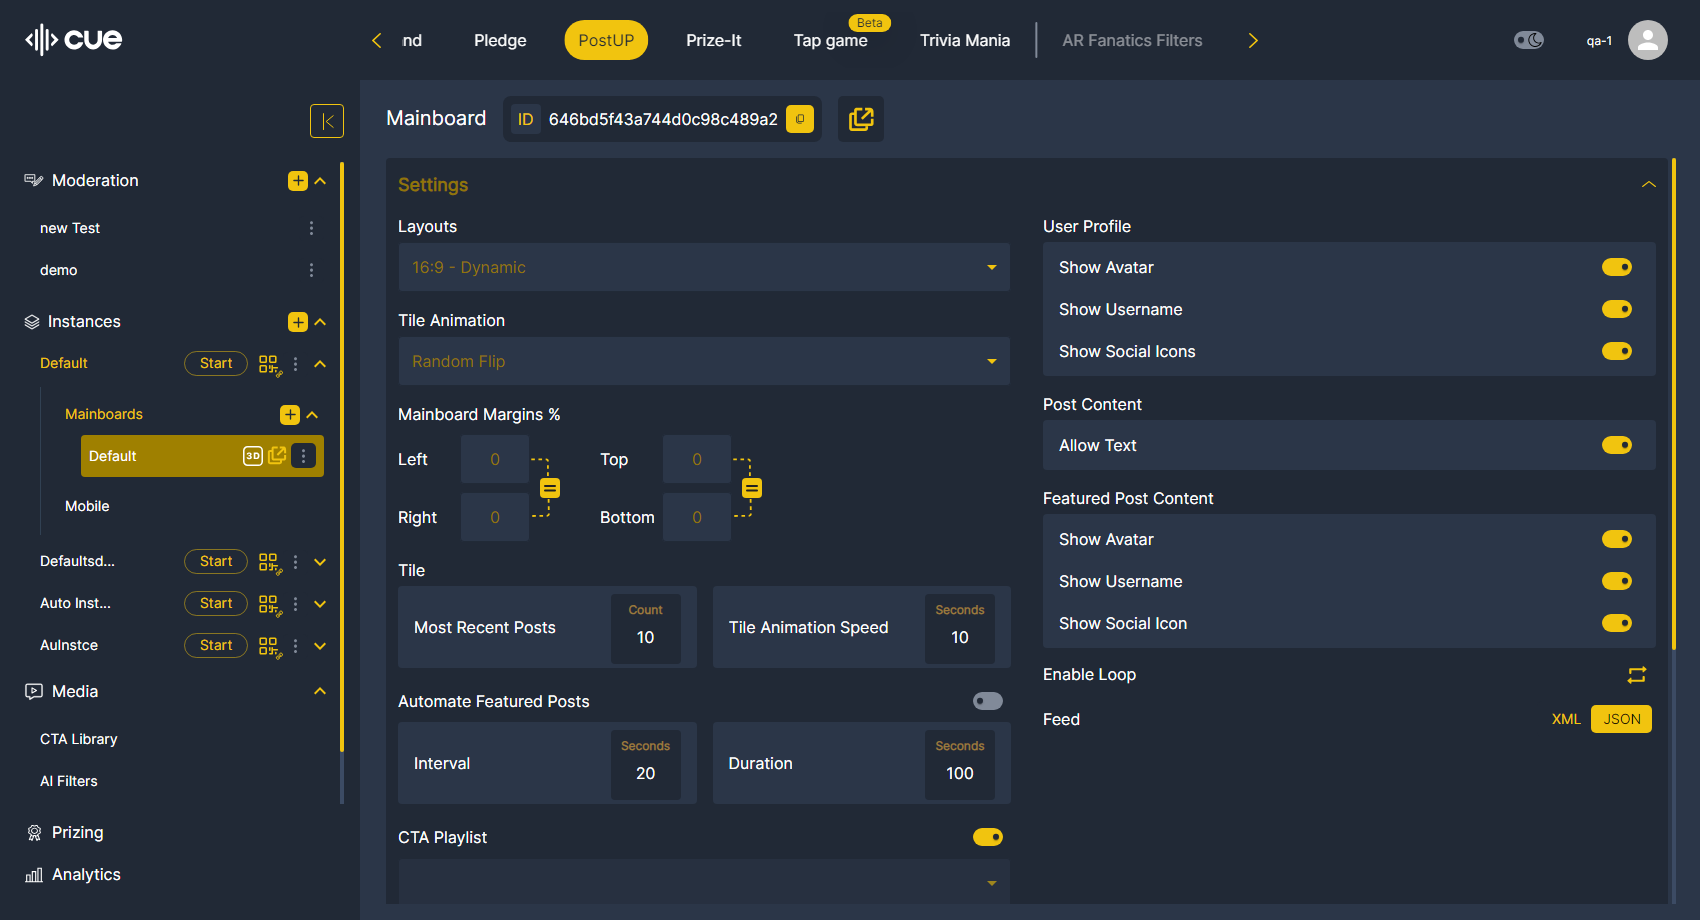 cue
nd
Pledge
PostUP
Prize-It
Tap game
Beta
Trivia Mania
AR Fanatics Filters
qa-1
Moderation
new Test
demo
Instances
Default
Start
Mainboards
Default
3D
Mobile
Defaultsd...
Start
Auto Inst...
Start
AuInstce
Start
Media
CTA Library
AI Filters
Prizing
Analytics
Mainboard
ID 646bd5f43a744d0c98c489a2
Settings
Layouts
16:9 - Dynamic
Tile Animation
Random Flip
Mainboard Margins %
Left 0
Top 0
Right 0
Bottom 0
Tile
Most Recent Posts
Count
10
Tile Animation Speed
Seconds
10
Automate Featured Posts
Interval
Seconds
20
Duration
Seconds
100
CTA Playlist
User Profile
Show Avatar
Show Username
Show Social Icons
Post Content
Allow Text
Featured Post Content
Show Avatar
Show Username
Show Social Icon
Enable Loop
Feed
XML
JSON